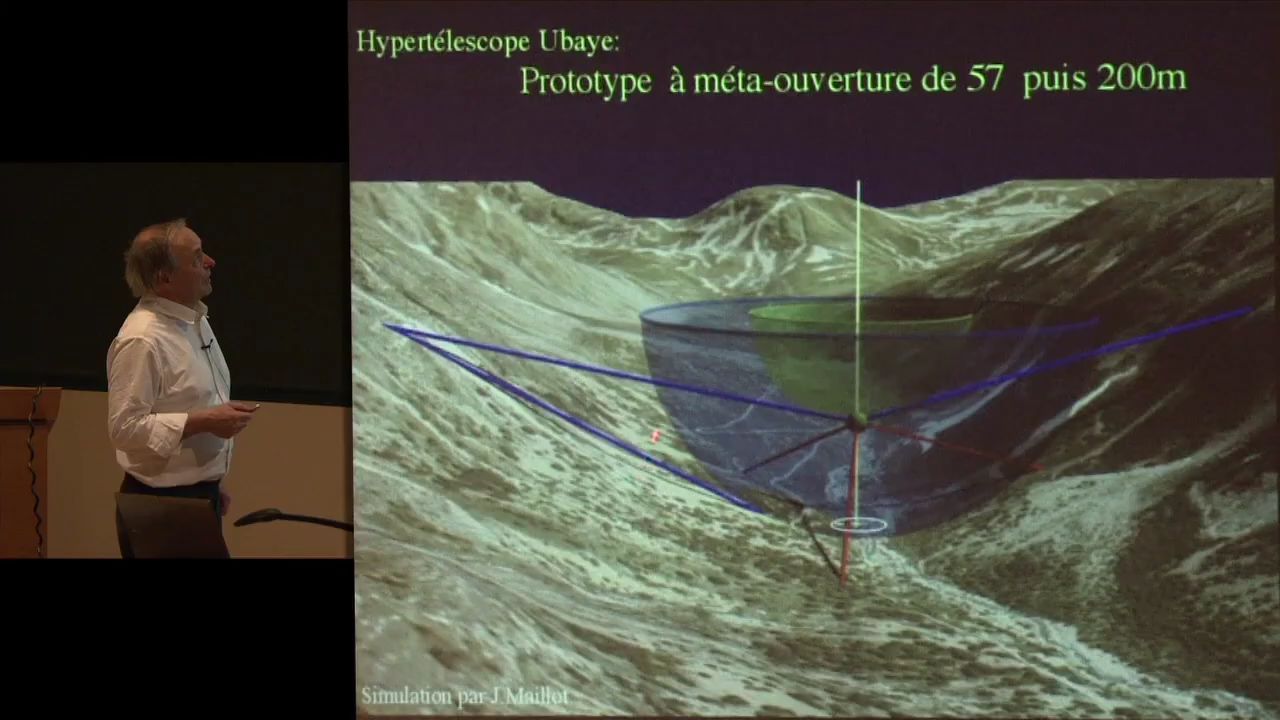 Hypertélescope Ubaye:
Prototype à méta-ouverture de 57 puis 200m
Simulation par J.Maillot